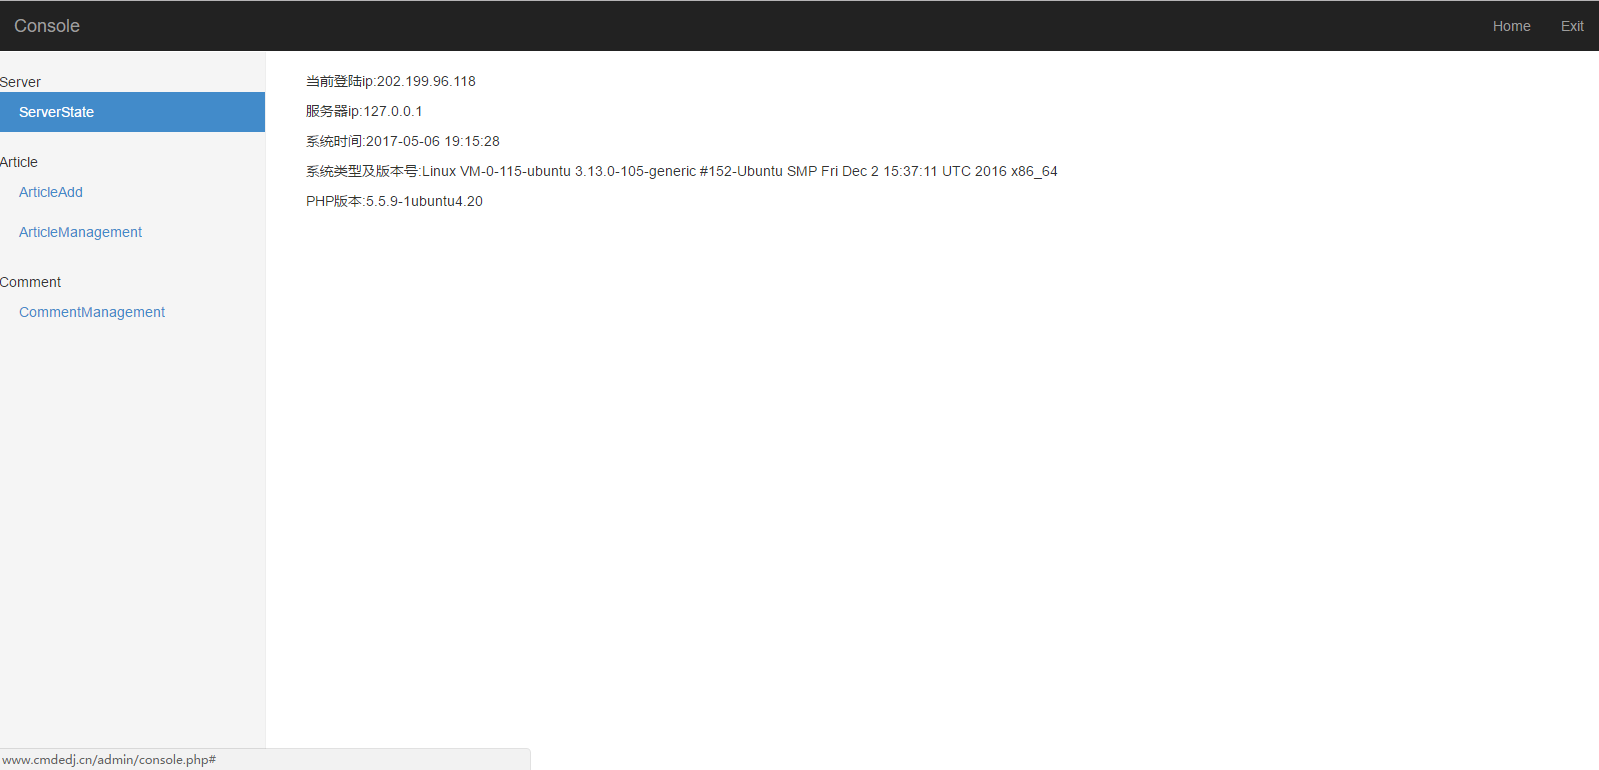 Console
Home
Exit
Server
ServerState
Article
ArticleAdd
ArticleManagement
Comment
CommentManagement
当前登陆ip:202.199.96.118
服务器ip:127.0.0.1
系统时间:2017-05-06 19:15:28
系统类型及版本号:Linux VM-0-115-ubuntu 3.13.0-105-generic #152-Ubuntu SMP Fri Dec 2 15:37:11 UTC 2016 x86_64
PHP版本:5.5.9-1ubuntu4.20
www.cmdedj.cn/admin/console.php#